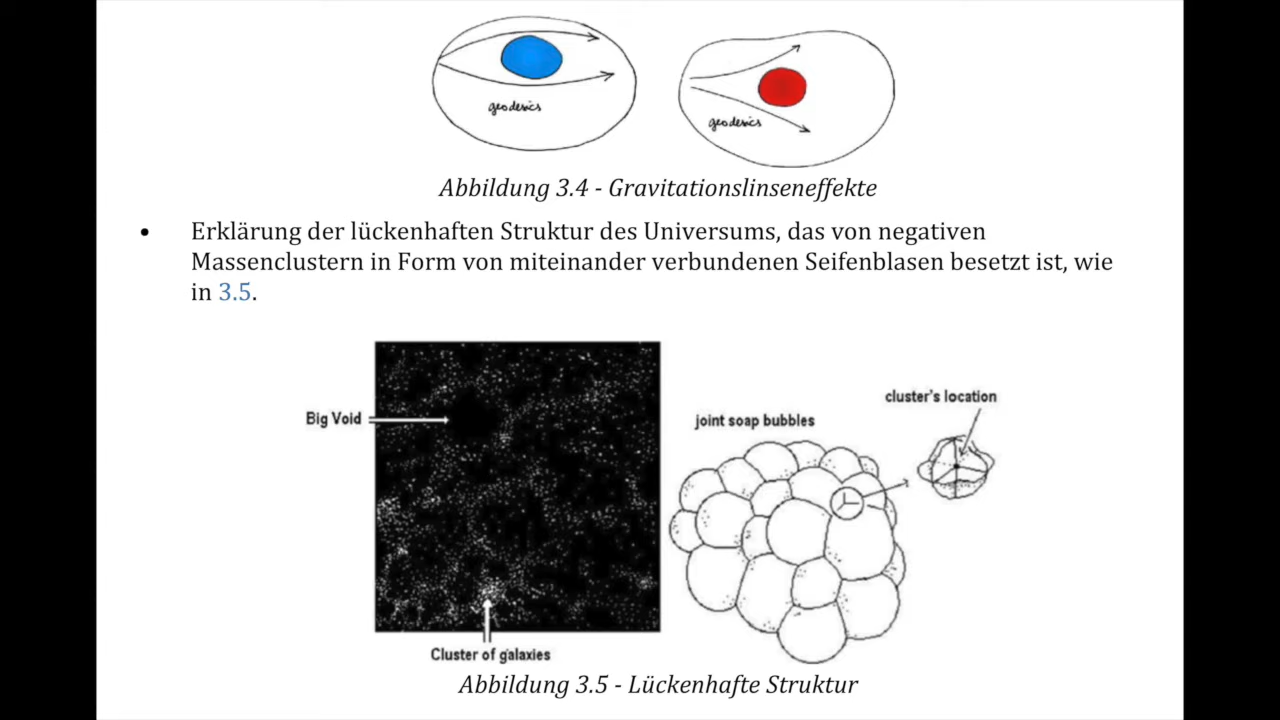 geodesics
geodesics
Abbildung 3.4 - Gravitationslinseneffekte
• Erklärung der lückenhaften Struktur des Universums, das von negativen
Massenclustern in Form von miteinander verbundenen Seifenblasen besetzt ist, wie
in 3.5.
cluster's location
Big Void
joint soap bubbles
Cluster of galaxies
Abbildung 3.5 - Lückenhafte Struktur